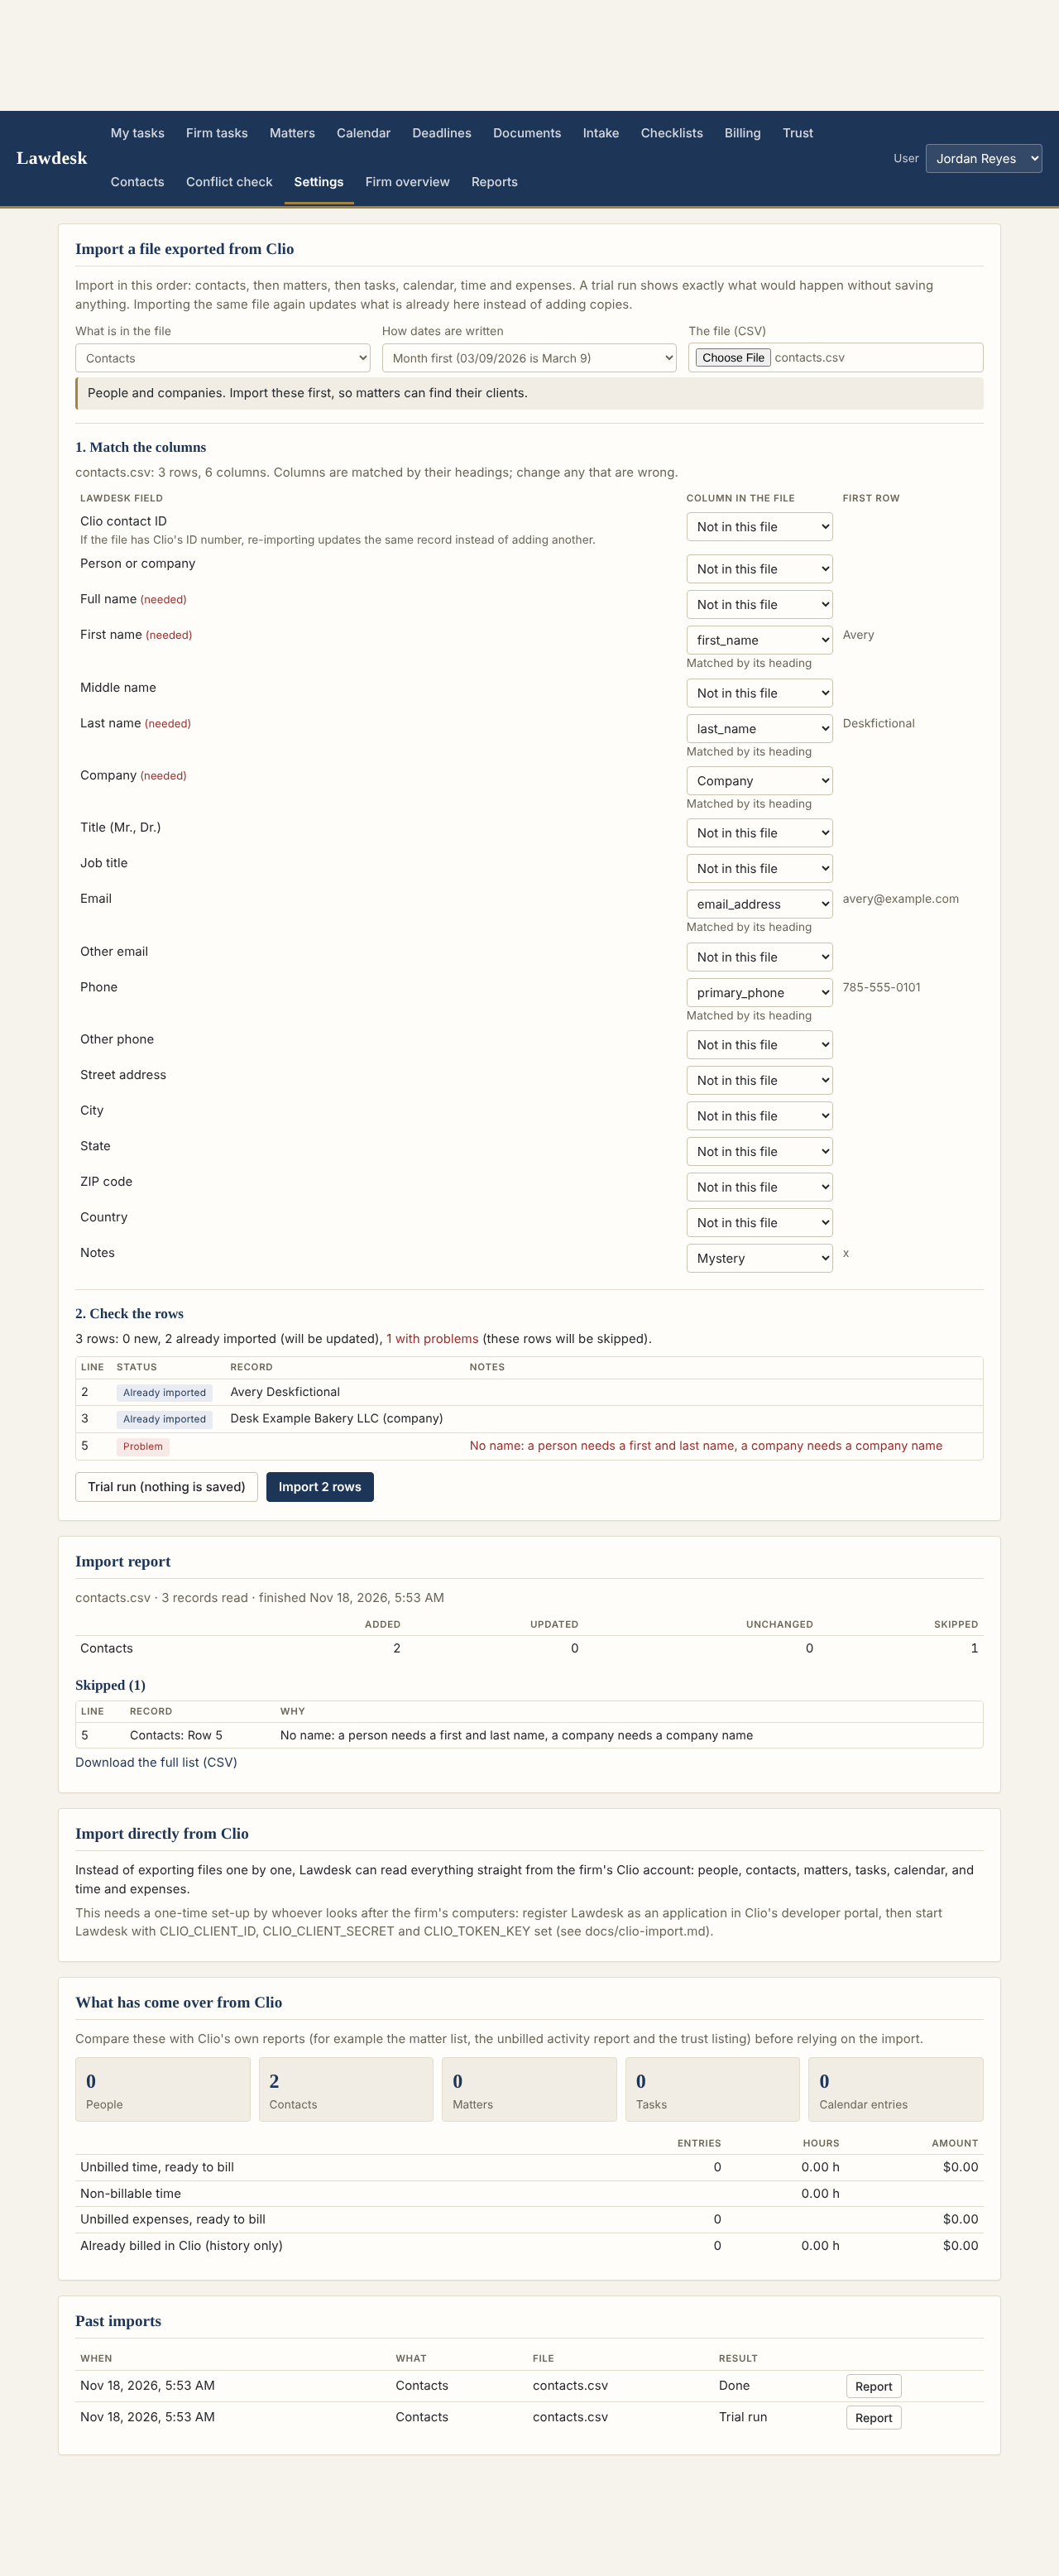 Lawdesk
My tasks Firm tasks Matters Calendar Deadlines Documents Intake Checklists Billing Trust
Contacts Conflict check Settings Firm overview Reports
User Jordan Reyes
Import a file exported from Clio
Import in this order: contacts, then matters, then tasks, calendar, time and expenses. A trial run shows exactly what would happen without saving
anything. Importing the same file again updates what is already here instead of adding copies.
What is in the file How dates are written The file (CSV)
Contacts Month first (03/09/2026 is March 9) Choose File contacts.csv
People and companies. Import these first, so matters can find their clients.
1. Match the columns
contacts.csv: 3 rows, 6 columns. Columns are matched by their headings; change any that are wrong.
LAWDESK FIELD COLUMN IN THE FILE FIRST ROW
Clio contact ID Not in this file
If the file has Clio's ID number, re-importing updates the same record instead of adding another.
Person or company Not in this file
Full name (needed) Not in this file
First name (needed) first_name Avery
Matched by its heading
Middle name Not in this file
Last name (needed) last_name Deskfictional
Matched by its heading
Company (needed) Company
Matched by its heading
Title (Mr., Dr.) Not in this file
Job title Not in this file
Email email_address avery@example.com
Matched by its heading
Other email Not in this file
Phone primary_phone 785-555-0101
Matched by its heading
Other phone Not in this file
Street address Not in this file
City Not in this file
State Not in this file
ZIP code Not in this file
Country Not in this file
Notes Mystery x
2. Check the rows
3 rows: 0 new, 2 already imported (will be updated), 1 with problems (these rows will be skipped).
LINE STATUS RECORD NOTES
2 Already imported Avery Deskfictional
3 Already imported Desk Example Bakery LLC (company)
5 Problem No name: a person needs a first and last name, a company needs a company name
Trial run (nothing is saved) Import 2 rows
Import report
contacts.csv · 3 records read · finished Nov 18, 2026, 5:53 AM
ADDED UPDATED UNCHANGED SKIPPED
Contacts 2 0 0 1
Skipped (1)
LINE RECORD WHY
5 Contacts: Row 5 No name: a person needs a first and last name, a company needs a company name
Download the full list (CSV)
Import directly from Clio
Instead of exporting files one by one, Lawdesk can read everything straight from the firm's Clio account: people, contacts, matters, tasks, calendar, and
time and expenses.
This needs a one-time set-up by whoever looks after the firm's computers: register Lawdesk as an application in Clio's developer portal, then start
Lawdesk with CLIO_CLIENT_ID, CLIO_CLIENT_SECRET and CLIO_TOKEN_KEY set (see docs/clio-import.md).
What has come over from Clio
Compare these with Clio's own reports (for example the matter list, the unbilled activity report and the trust listing) before relying on the import.
0 2 0 0 0
People Contacts Matters Tasks Calendar entries
ENTRIES HOURS AMOUNT
Unbilled time, ready to bill 0 0.00 h $0.00
Non-billable time 0.00 h
Unbilled expenses, ready to bill 0 $0.00
Already billed in Clio (history only) 0 0.00 h $0.00
Past imports
WHEN WHAT FILE RESULT
Nov 18, 2026, 5:53 AM Contacts contacts.csv Done Report
Nov 18, 2026, 5:53 AM Contacts contacts.csv Trial run Report